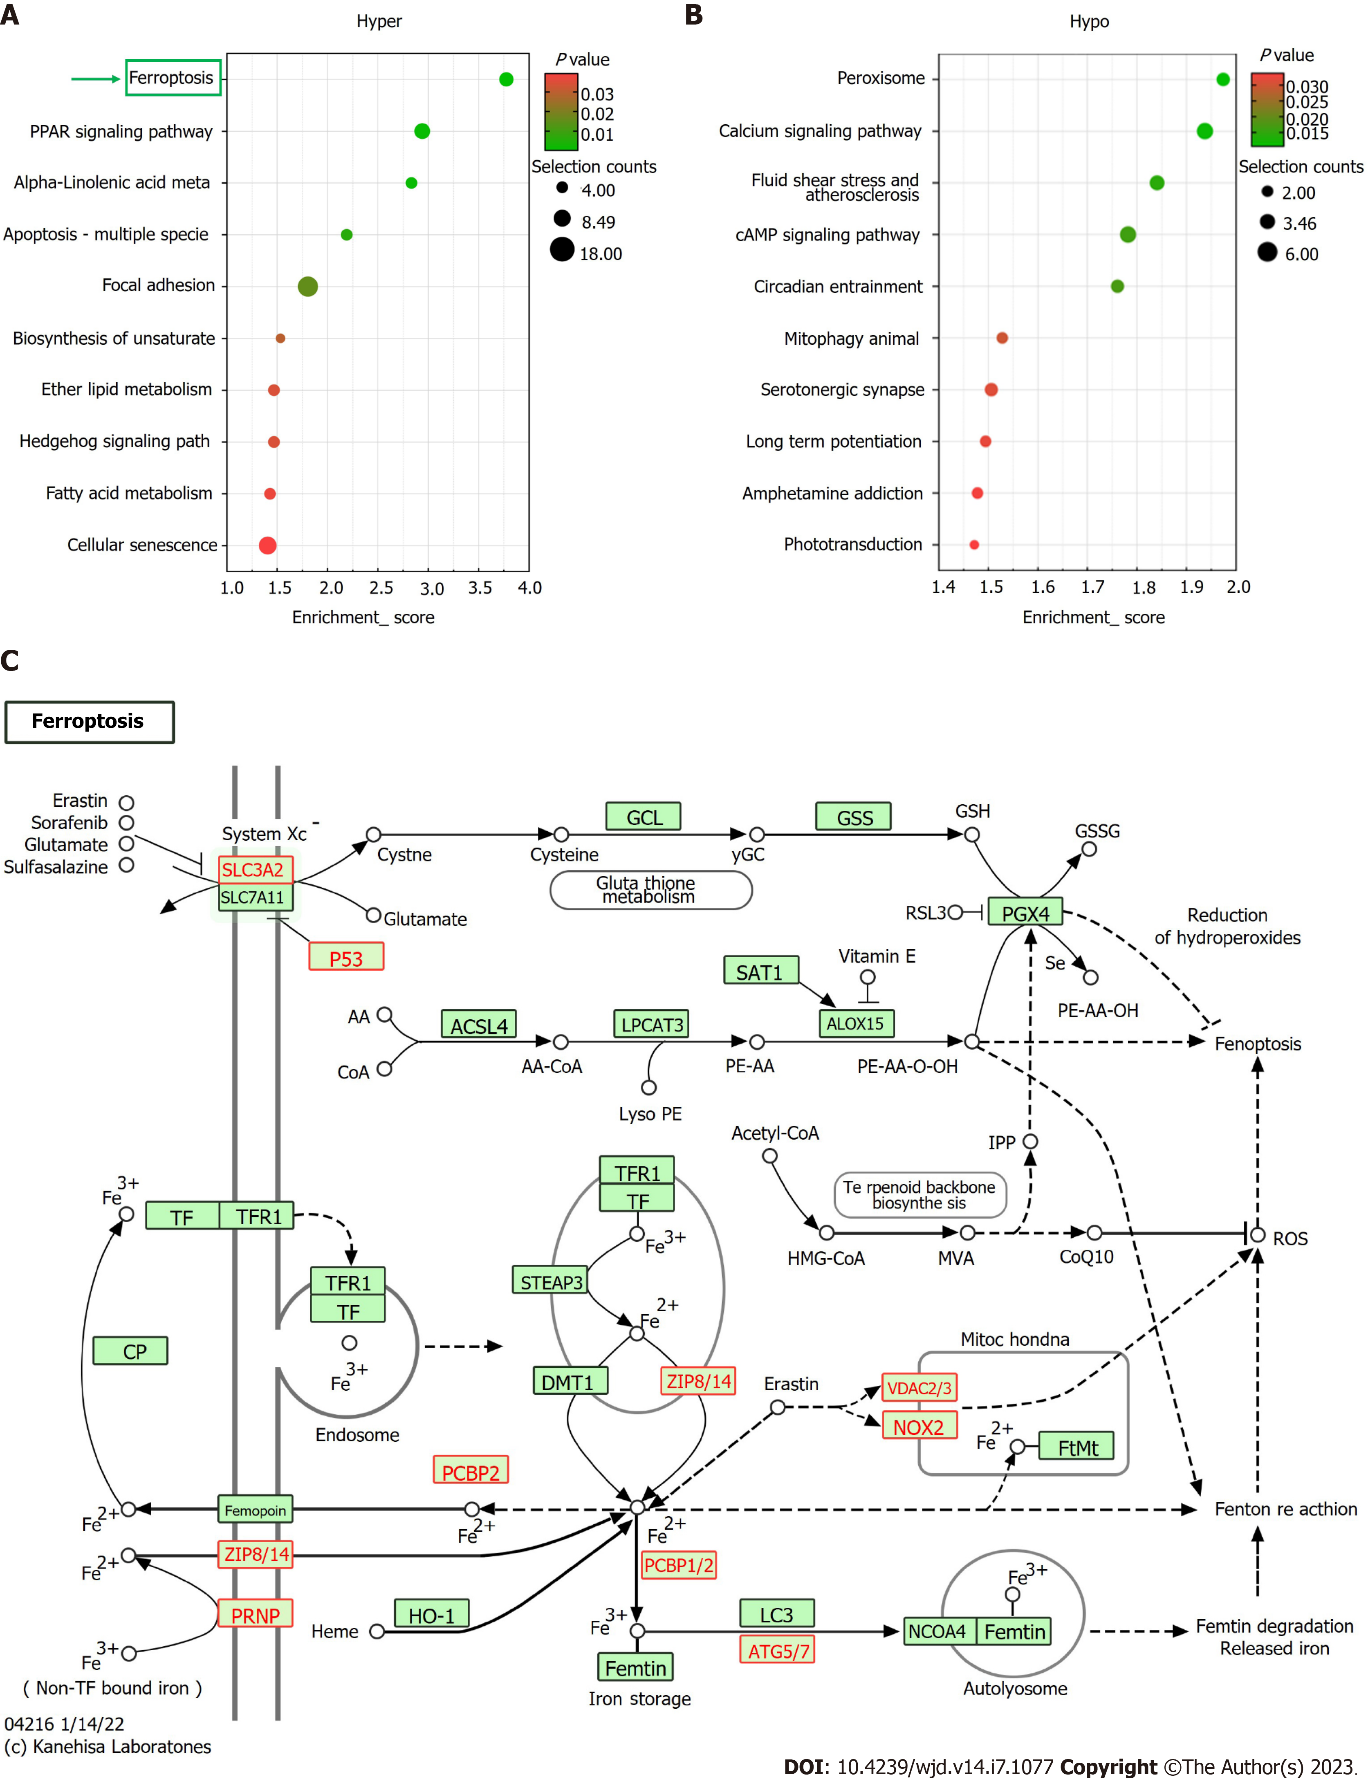 A
Hyper
Ferroptosis
PPAR signaling pathway
Alpha-Linolenic acid meta
Apoptosis - multiple specie
Focal adhesion
Biosynthesis of unsaturate
Ether lipid metabolism
Hedgehog signaling path
Fatty acid metabolism
Cellular senescence
1.0 1.5 2.0 2.5 3.0 3.5 4.0
Enrichment_ score
P value
0.03
0.02
0.01
Selection counts
4.00
8.49
18.00
B
Hypo
Peroxisome
Calcium signaling pathway
Fluid shear stress and
atherosclerosis
cAMP signaling pathway
Circadian entrainment
Mitophagy animal
Serotonergic synapse
Long term potentiation
Amphetamine addiction
Phototransduction
1.4 1.5 1.6 1.7 1.8 1.9 2.0
Enrichment_ score
P value
0.030
0.025
0.020
0.015
Selection counts
2.00
3.46
6.00
C
Ferroptosis
Erastin
Sorafenib
Glutamate
Sulfasalazine
System Xc-
SLC3A2
SLC7A11
P53
Cystne
Glutamate
GCL
Cysteine
Gluta thione
metabolism
yGC
GSS
GSH
GSSG
RSL3
PGX4
Reduction
of hydroperoxides
Se
PE-AA-OH
Vitamin E
SAT1
ALOX15
AA
CoA
ACSL4
AA-CoA
LPCAT3
Lyso PE
PE-AA
PE-AA-O-OH
Fenoptosis
Acetyl-CoA
IPP
Te rpenoid backbone
biosynthe sis
HMG-CoA
MVA
CoQ10
ROS
Fe3+
TF
TFR1
TFR1
TF
Fe3+
Endosome
CP
TFR1
TF
Fe3+
STEAP3
Fe2+
DMT1
ZIP8/14
Erastin
Mitoc hondna
VDAC2/3
NOX2
Fe2+
FtMt
PCBP2
Fe2+
Femopoin
Fe2+
Fe2+
Fenton re acthion
Fe2+
ZIP8/14
PRNP
Fe3+
( Non-TF bound iron )
Heme
HO-1
PCBP1/2
Fe3+
Femtin
Iron storage
LC3
ATG5/7
Fe3+
NCOA4
Femtin
Autolyosome
Femtin degradation
Released iron
04216 1/14/22
(c) Kanehisa Laboratones
DOI: 10.4239/wjd.v14.i7.1077 Copyright ©The Author(s) 2023.